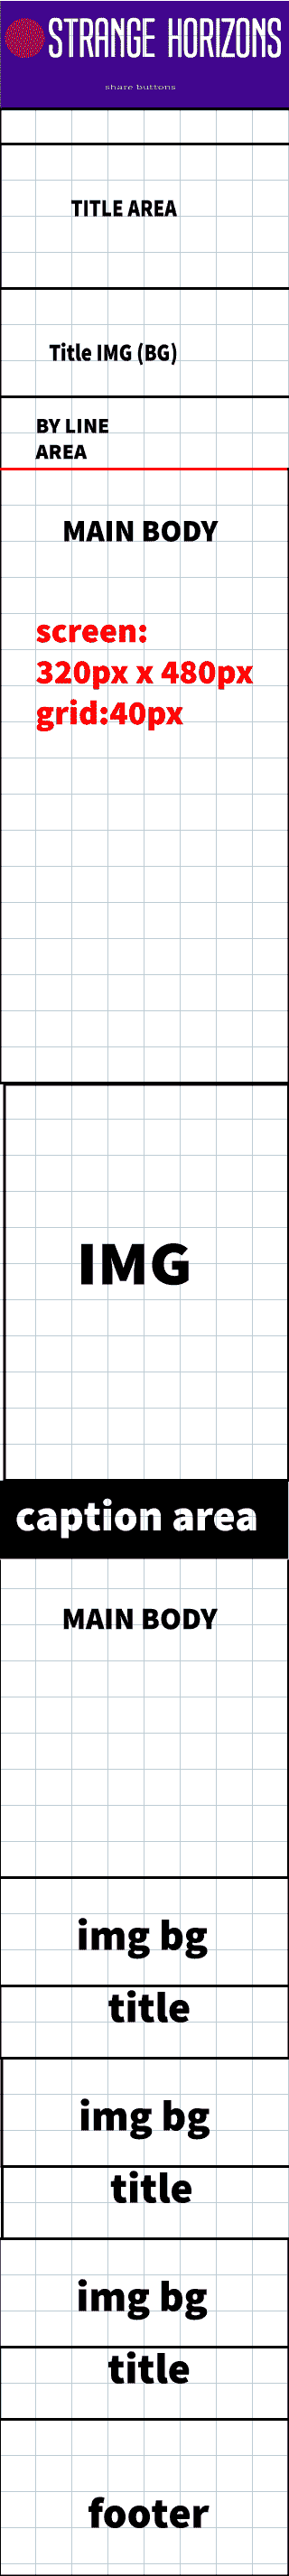 STRANGE HORIZONS
share buttons
TITLE AREA
Title IMG (BG)
BY LINE
AREA
MAIN BODY
screen:
320px x 480px
grid:40px
IMG
caption area
MAIN BODY
img bg
title
img bg
title
img bg
title
footer